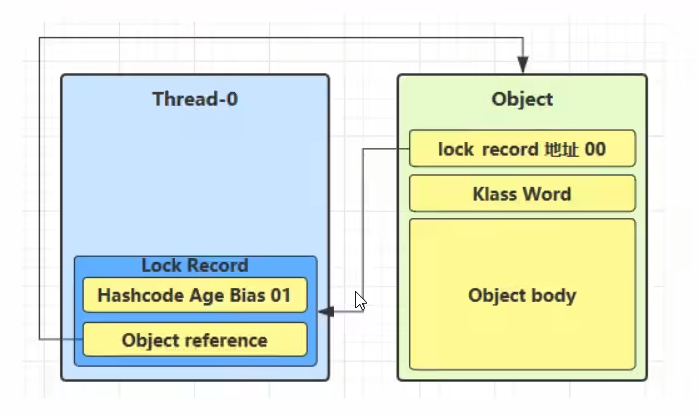 Thread-0
Lock Record
Hashcode Age Bias 01
Object reference
Object
lock record 地址 00
Klass Word
Object body